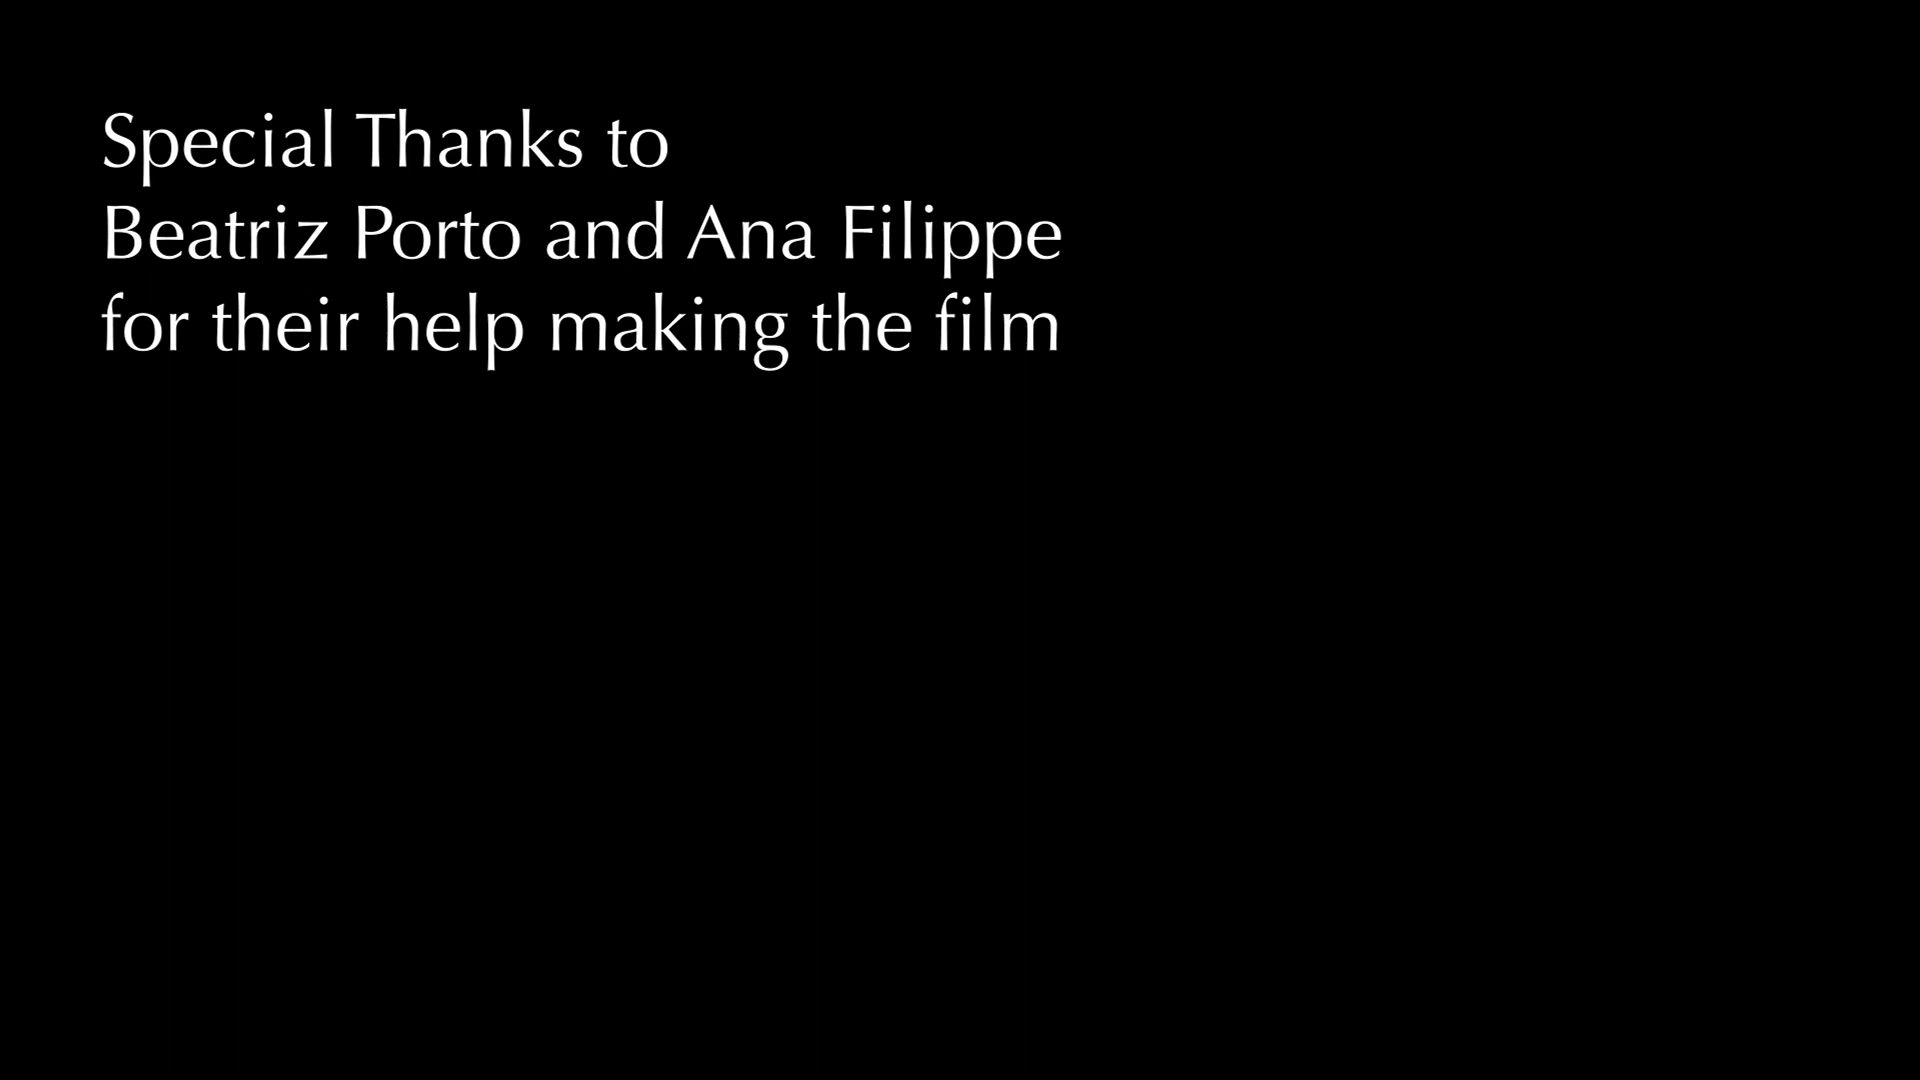 Special Thanks to
Beatriz Porto and Ana Filippe
for their help making the film